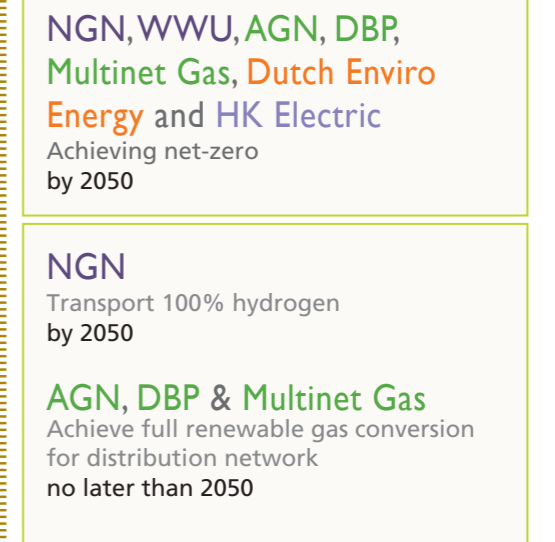 NGN, WWU, AGN, DBP,
Multinet Gas, Dutch Enviro
Energy and HK Electric
Achieving net-zero
by 2050
NGN
Transport 100% hydrogen
by 2050
AGN, DBP & Multinet Gas
Achieve full renewable gas conversion
for distribution network
no later than 2050